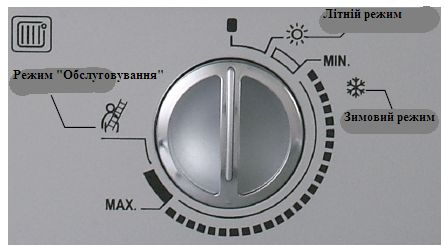 Літній режим
MIN.
Режим "Обслуговування"
Зимовий режим
MAX.